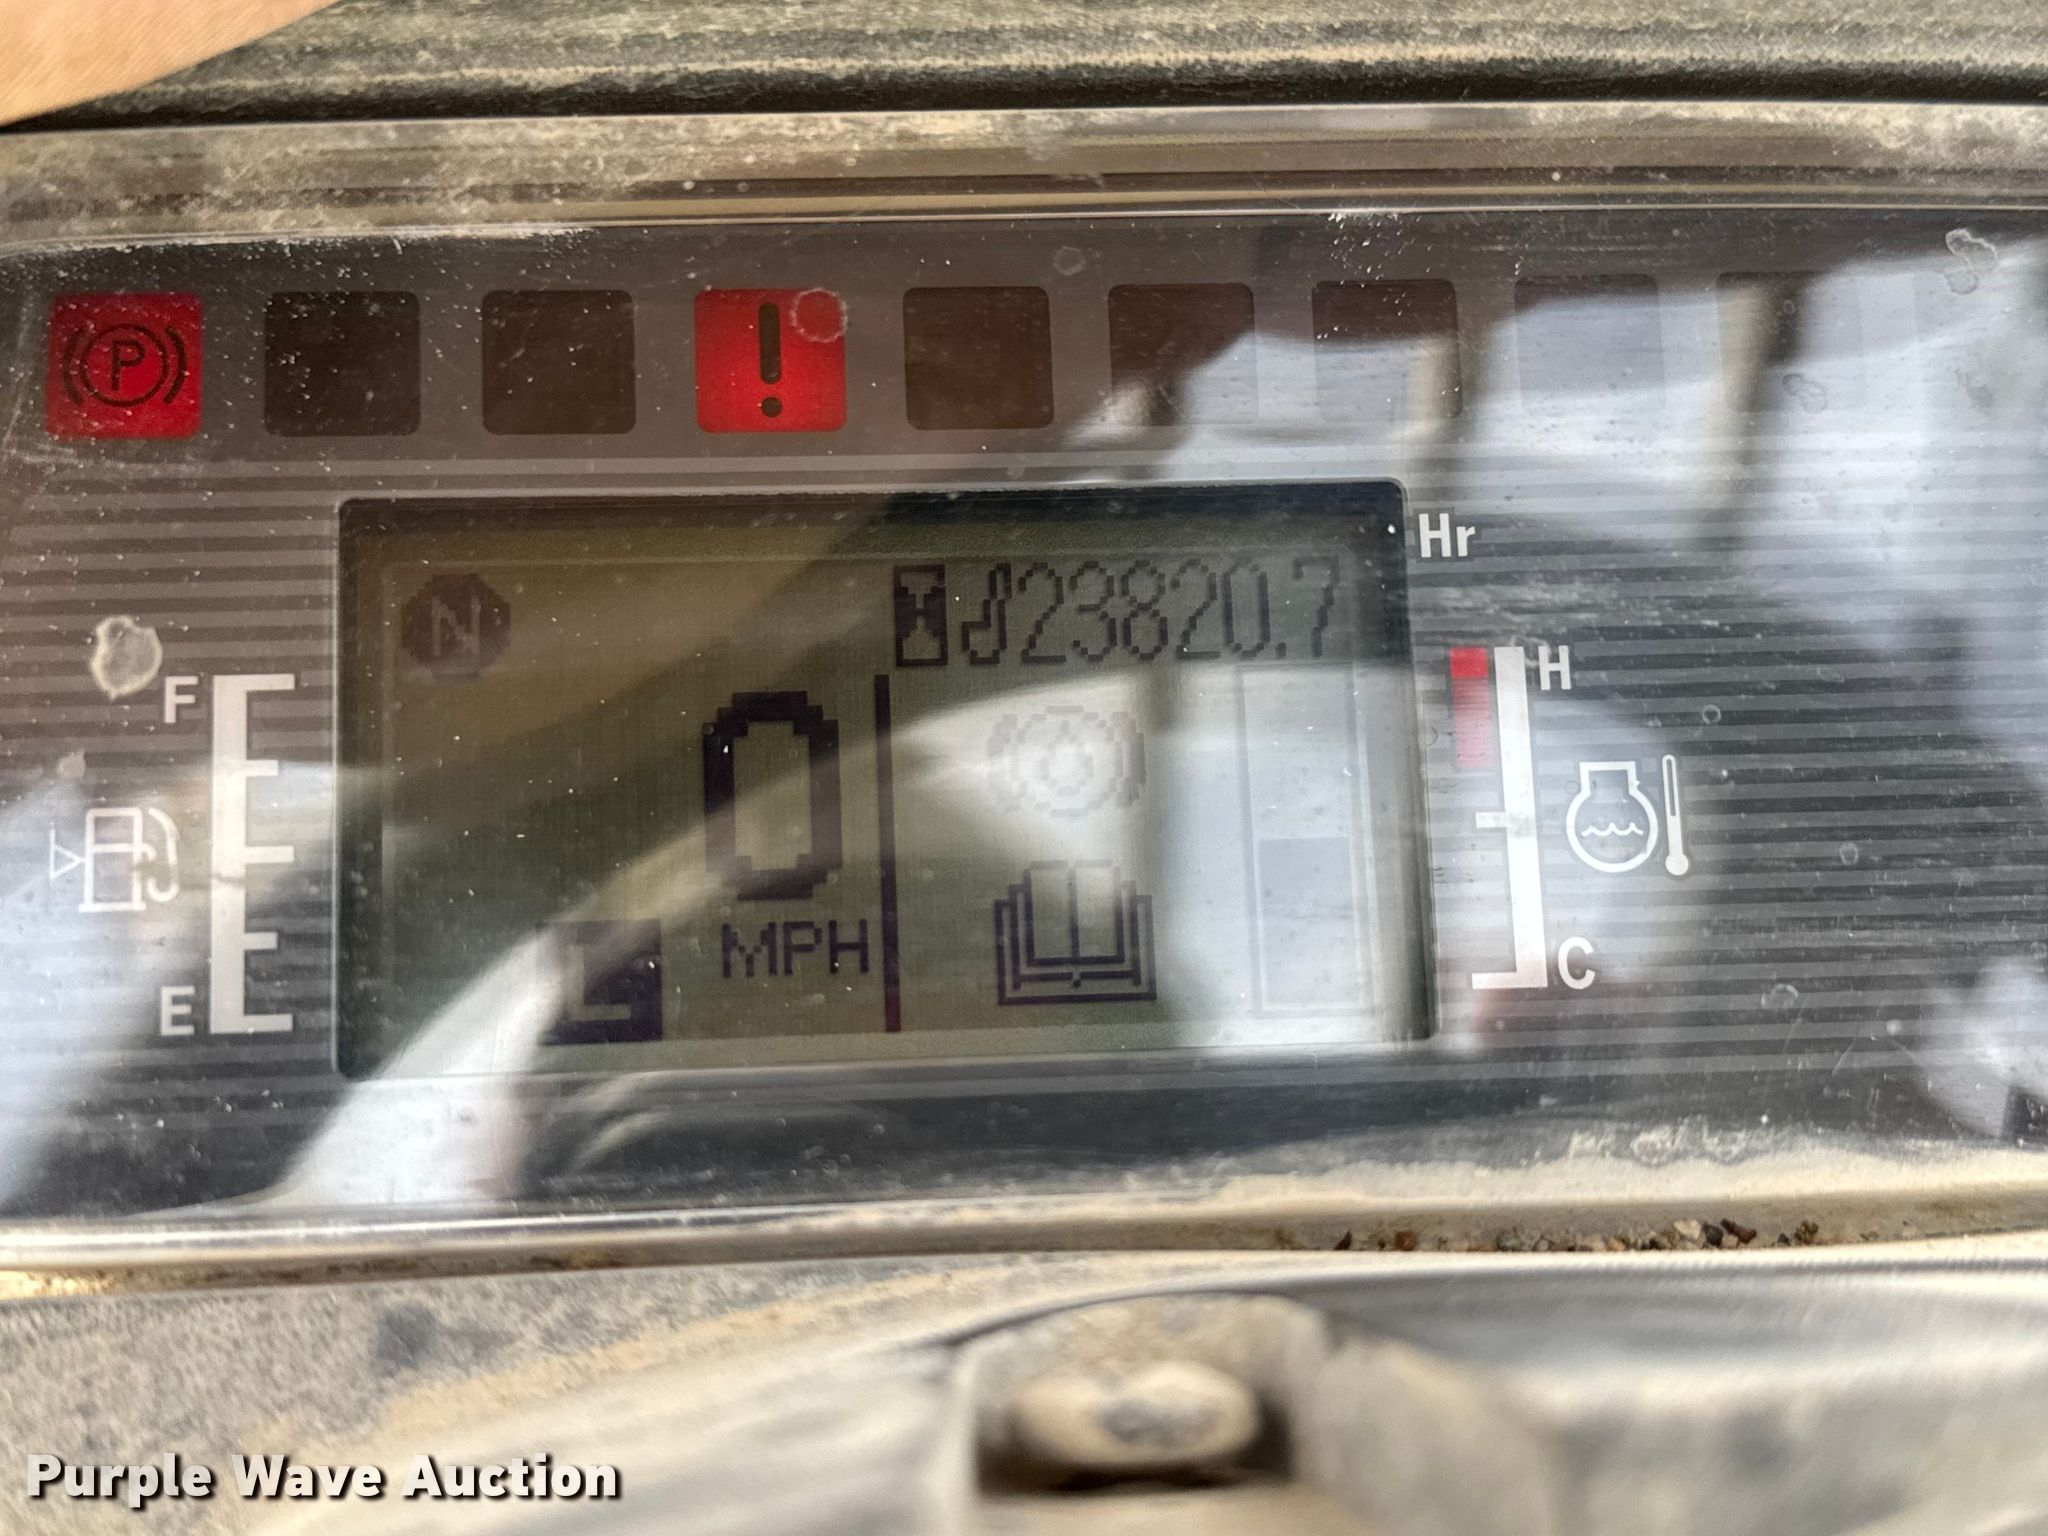 P
!
Hr
N
23820.7
F
H
0
MPH
E
L
C
Purple Wave Auction